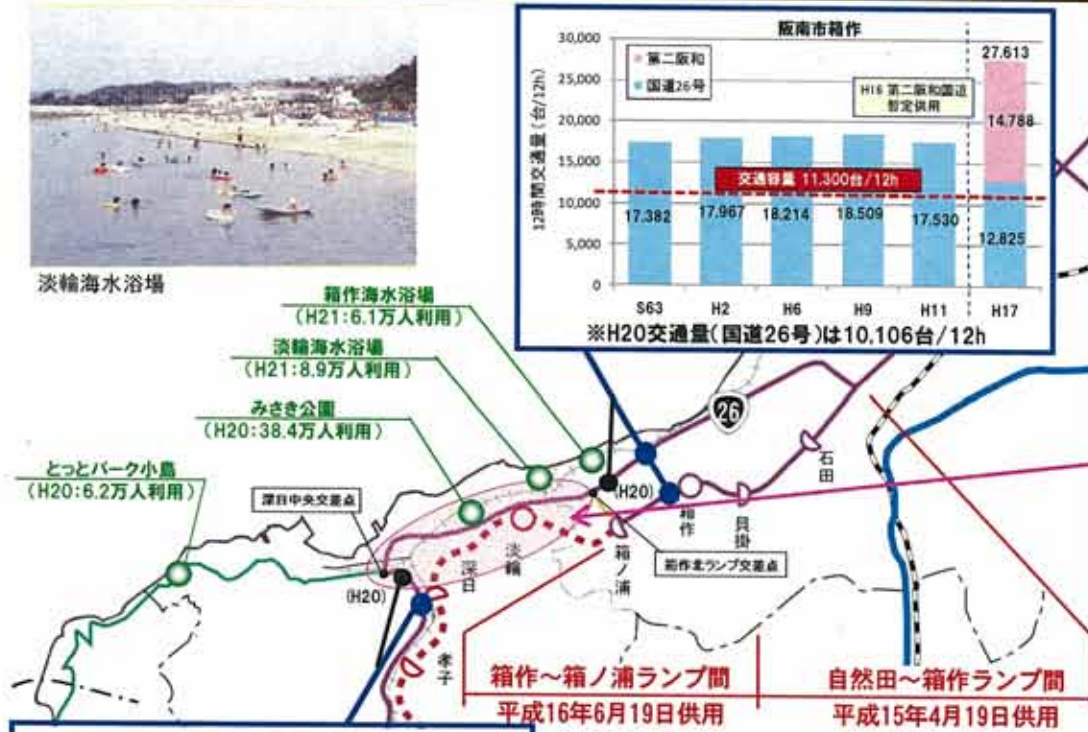 淡輪海水浴場
阪南市箱作
12時間交通量(台/12h)
30,000
25,000
20,000
15,000
10,000
5,000
0
第二阪和
国道26号
H16 第二阪和国道
暫定供用
27.613
14.788
交通容量 11,300台/12h
17.382
17.967
18.214
18.509
17.530
12.825
S63
H2
H6
H9
H11
H17
※H20交通量(国道26号)は10,106台/12h
箱作海水浴場
(H21:6.1万人利用)
淡輪海水浴場
(H21:8.9万人利用)
みさき公園
(H20:38.4万人利用)
とっとパーク小島
(H20:6.2万人利用)
深日中央交差点
26
石田
貝掛
箱作
(H20)
箱ノ浦
箱作北ランプ交差点
淡輪
深日
(H20)
孝子
箱作～箱ノ浦ランプ間
平成16年6月19日供用
自然田～箱作ランプ間
平成15年4月19日供用